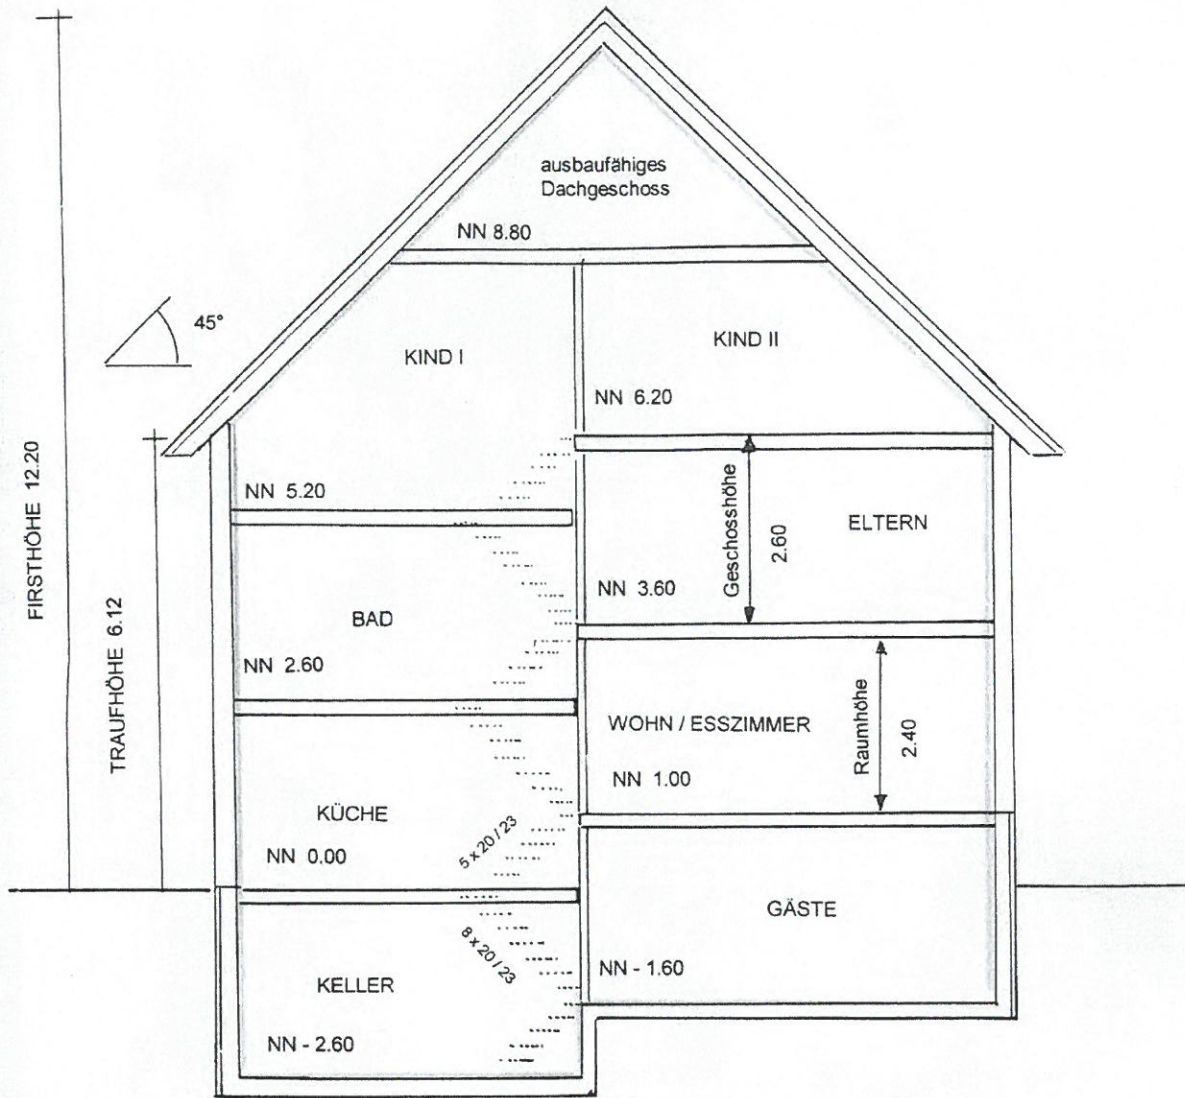 ausbaufähiges
Dachgeschoss
NN 8.80
45°
KIND I
KIND II
NN 6.20
FIRSTHÖHE 12.20
NN 5.20
Geschosshöhe
2.60
ELTERN
NN 3.60
BAD
TRAUFHÖHE 6.12
NN 2.60
WOHN / ESSZIMMER
Raumhöhe
2.40
NN 1.00
KÜCHE
NN 0.00
5 x 20 / 23
GÄSTE
8 x 20 / 23
NN - 1.60
KELLER
NN - 2.60